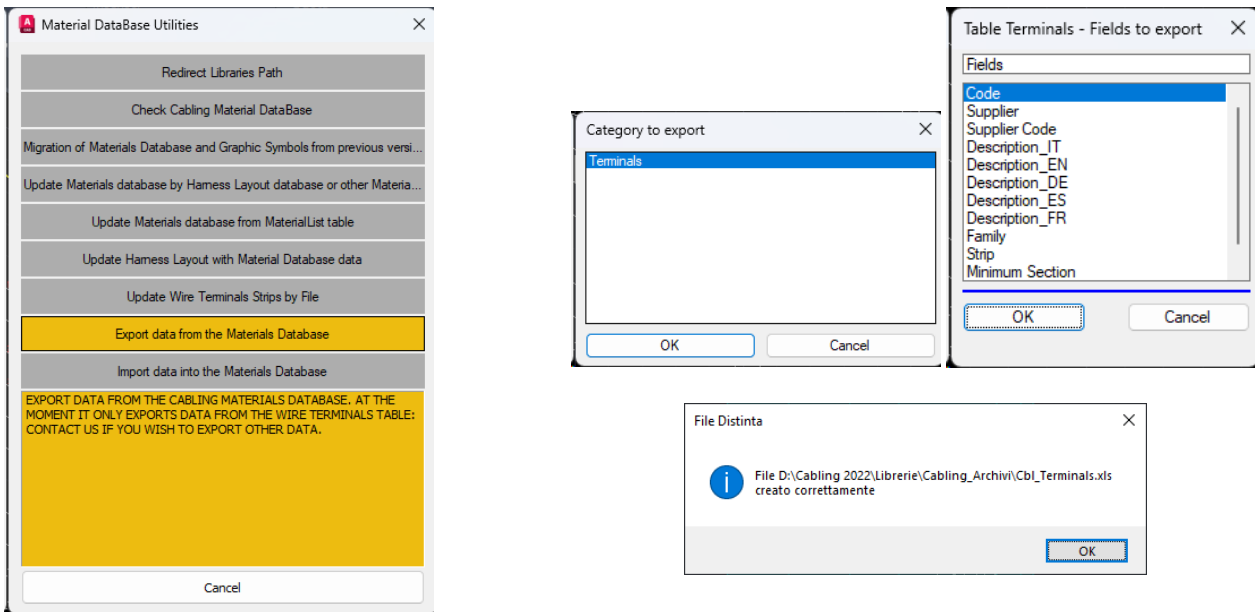 Material DataBase Utilities
Redirect Libraries Path
Check Cabling Material DataBase
Migration of Materials Database and Graphic Symbols from previous versi...
Update Materials database by Harness Layout database or other Materia...
Update Materials database from MaterialList table
Update Harness Layout with Material Database data
Update Wire Terminals Strips by File
Export data from the Materials Database
Import data into the Materials Database
EXPORT DATA FROM THE CABLING MATERIALS DATABASE. AT THE
MOMENT IT ONLY EXPORTS DATA FROM THE WIRE TERMINALS TABLE:
CONTACT US IF YOU WISH TO EXPORT OTHER DATA.
Cancel
Category to export
Terminals
OK
Cancel
Table Terminals - Fields to export
Fields
Code
Supplier
Supplier Code
Description_IT
Description_EN
Description_DE
Description_ES
Description_FR
Family
Strip
Minimum Section
OK
Cancel
File Distinta
File D:\Cabling 2022\Librerie\Cabling_Archivi\Cbl_Terminals.xls
creato correttamente
OK